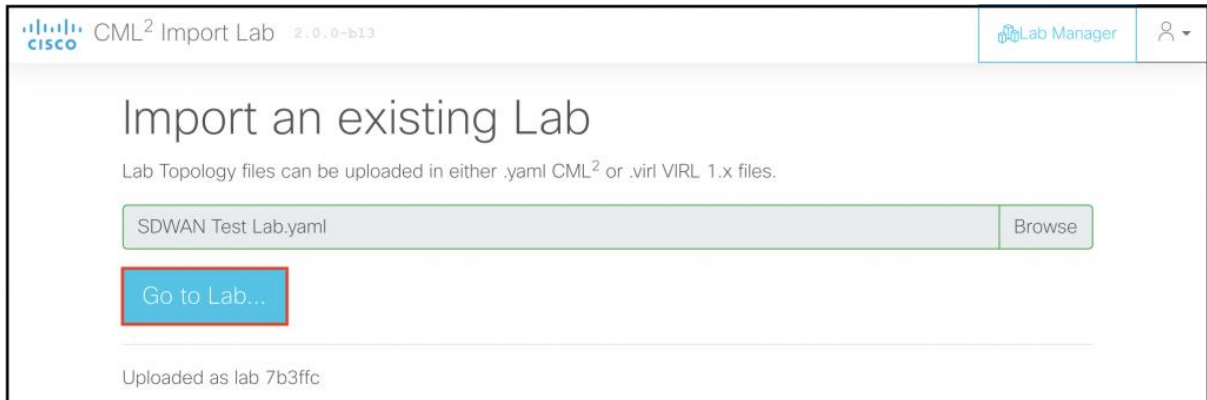 CISCO CML² Import Lab 2.0.0-b13 Lab Manager
Import an existing Lab
Lab Topology files can be uploaded in either .yaml CML² or .virl VIRL 1.x files.
SDWAN Test Lab.yaml Browse
Go to Lab...
Uploaded as lab 7b3ffc